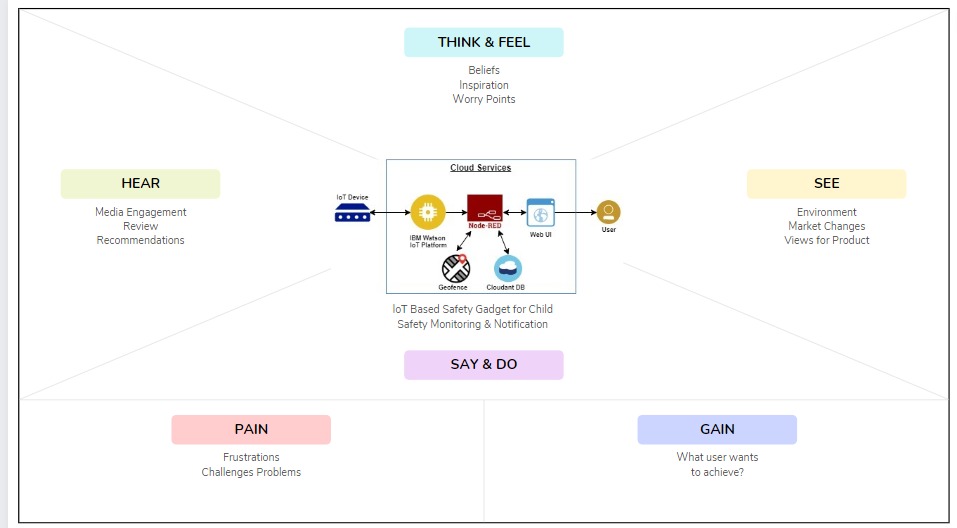 THINK & FEEL
Beliefs
Inspiration
Worry Points
HEAR
Media Engagement
Review
Recommendations
SEE
Environment
Market Changes
Views for Product
Cloud Services
IoT Device
IBM Watson
IoT Platform
Node-RED
Web UI
User
Geofence
Cloudant DB
IoT Based Safety Gadget for Child
Safety Monitoring & Notification
SAY & DO
PAIN
Frustrations
Challenges Problems
GAIN
What user wants
to achieve?